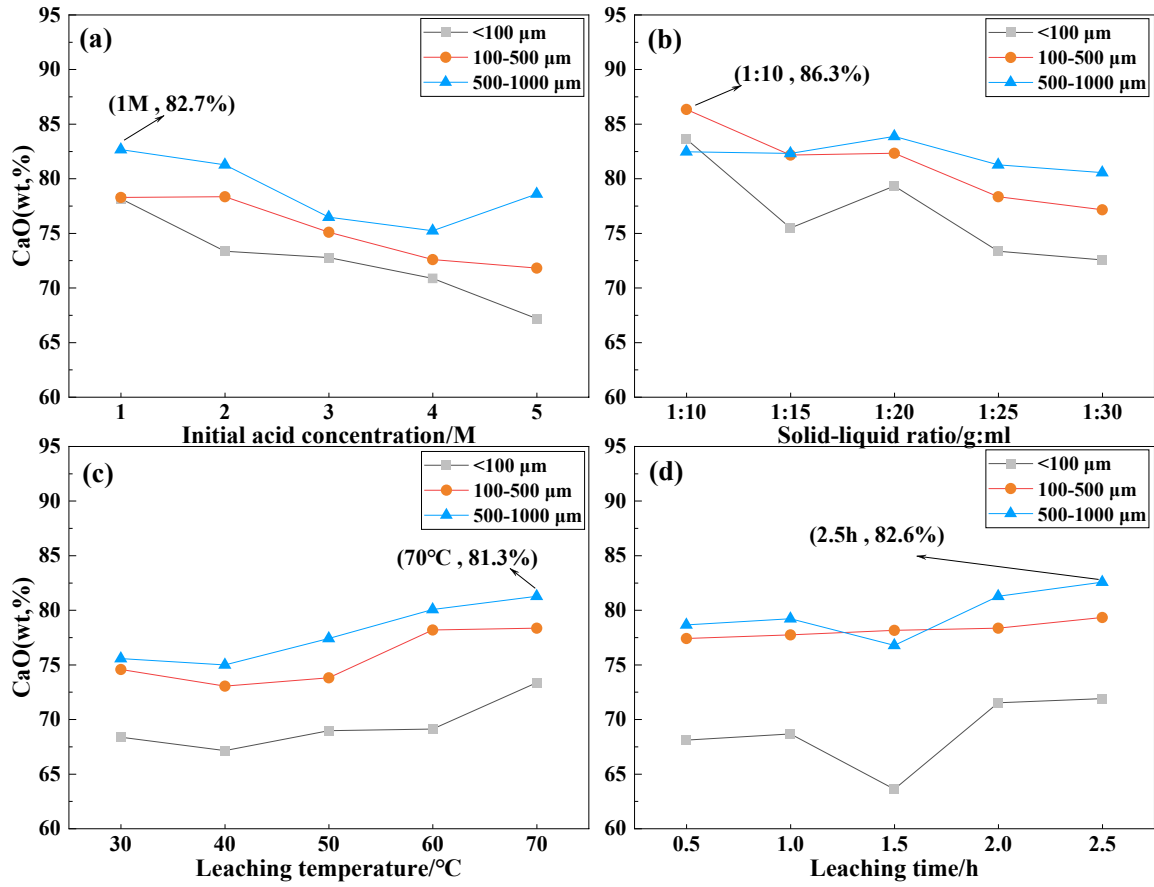 (a)
<100 µm
100-500 µm
500-1000 µm
(1M , 82.7%)
CaO(wt,%)
95
90
85
80
75
70
65
60
1 2 3 4 5
Initial acid concentration/M
(b)
<100 µm
100-500 µm
500-1000 µm
(1:10 , 86.3%)
95
90
85
80
75
70
65
60
1:10 1:15 1:20 1:25 1:30
Solid-liquid ratio/g:ml
(c)
<100 µm
100-500 µm
500-1000 µm
(70°C , 81.3%)
CaO(wt,%)
95
90
85
80
75
70
65
60
30 40 50 60 70
Leaching temperature/°C
(d)
<100 µm
100-500 µm
500-1000 µm
(2.5h , 82.6%)
95
90
85
80
75
70
65
60
0.5 1.0 1.5 2.0 2.5
Leaching time/h